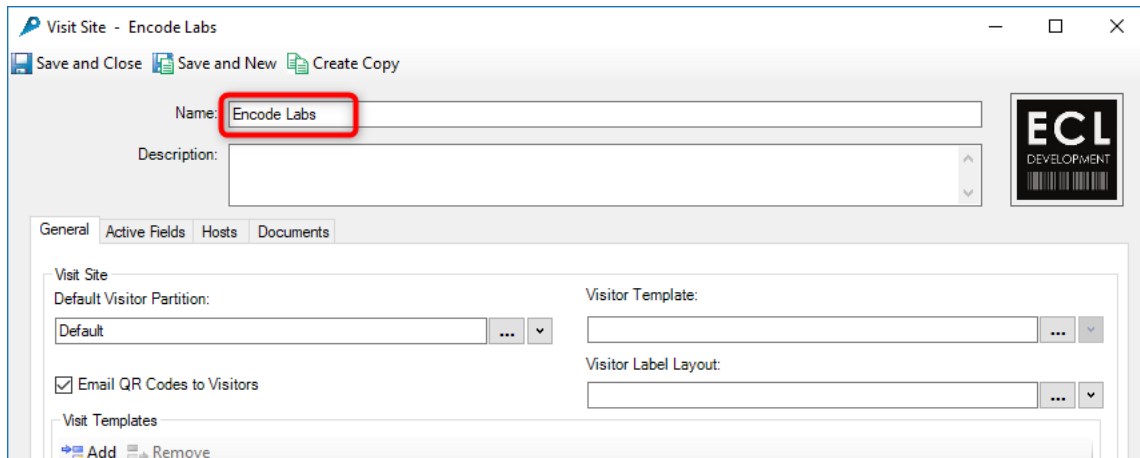 Visit Site - Encode Labs
Save and Close Save and New Create Copy
Name: Encode Labs
ECL
DEVELOPMENT
Description:
General Active Fields Hosts Documents
Visit Site
Default Visitor Partition:
Visitor Template:
Default ... ...
Visitor Label Layout:
Email QR Codes to Visitors
...
Visit Templates
Add Remove